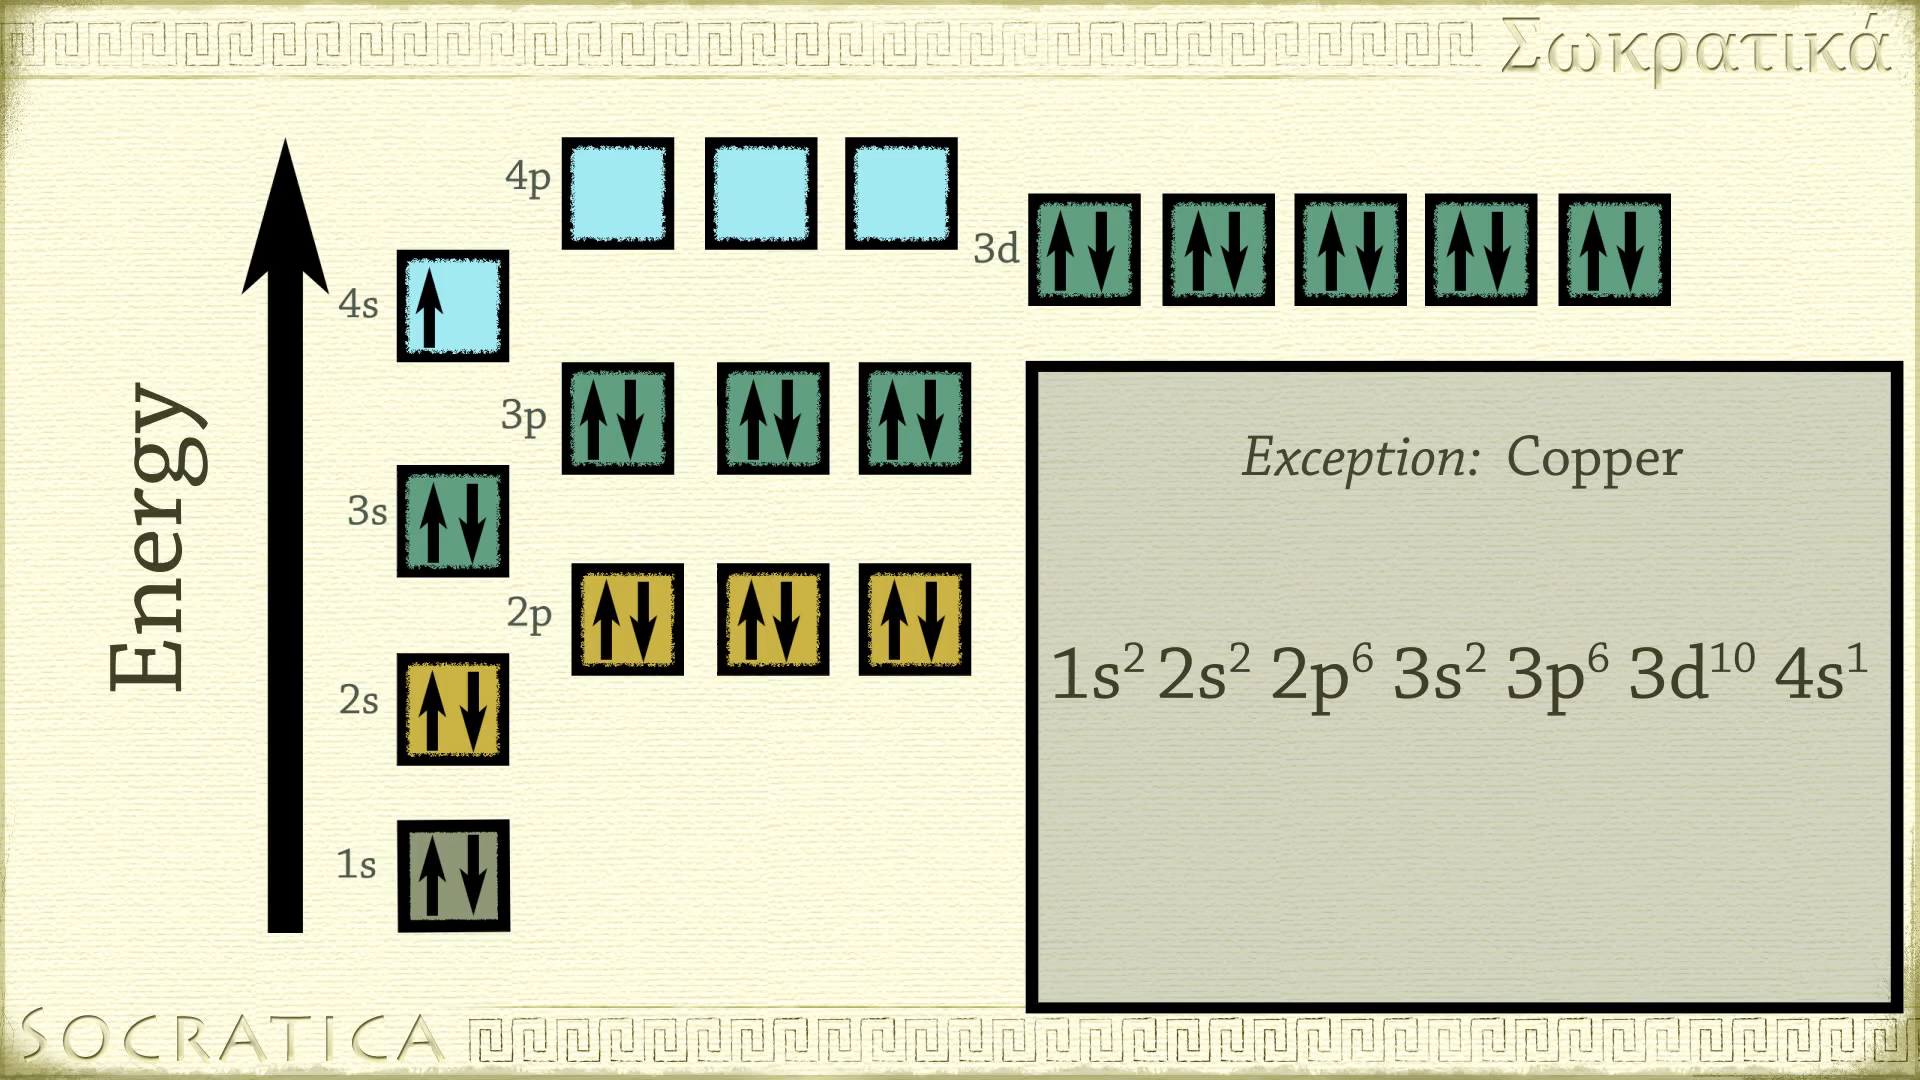 Σωκρατικά
4p
3d
4s
3p
3s
2p
2s
1s
Energy
Exception: Copper
1s² 2s² 2p⁶ 3s² 3p⁶ 3d¹⁰ 4s¹
SOCRATICA